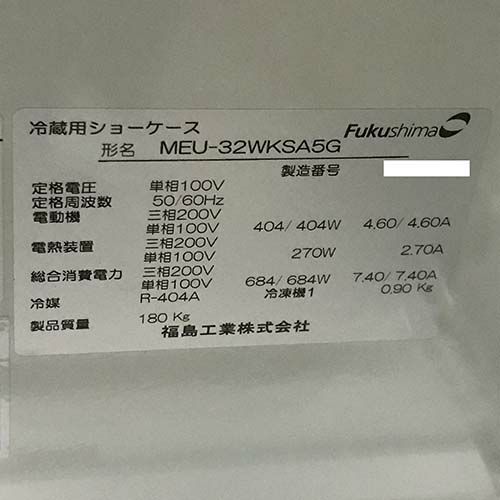 冷蔵用ショーケース
Fukushima
形名 MEU-32WKSA5G
製造番号
定格電圧 単相100V
定格周波数 50/60Hz
電動機 三相200V
単相100V 404/404W 4.60/4.60A
電熱装置 三相200V
単相100V 270W 2.70A
総合消費電力 三相200V
単相100V 684/684W 7.40/7.40A
冷媒 R-404A 冷凍機1 0.90Kg
製品質量 180Kg
福島工業株式会社